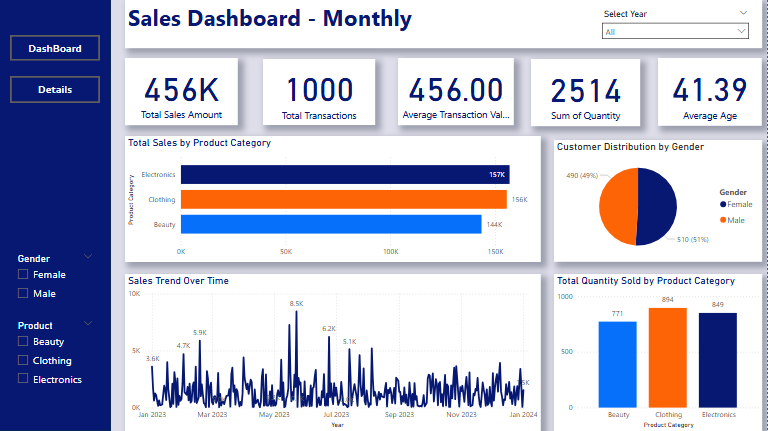 Sales Dashboard - Monthly
Select Year
All
DashBoard
Details
456K
Total Sales Amount
1000
Total Transactions
456.00
Average Transaction Val...
2514
Sum of Quantity
41.39
Average Age
Total Sales by Product Category
Product Category
Electronics
Clothing
Beauty
157K
156K
144K
0K
50K
100K
150K
Customer Distribution by Gender
490 (49%)
510 (51%)
Gender
Female
Male
Gender
Female
Male
Product
Beauty
Clothing
Electronics
Sales Trend Over Time
10K
5K
0K
3.6K
4.7K
5.9K
8.5K
6.2K
5.1K
Jan 2023
Mar 2023
May 2023
Jul 2023
Sep 2023
Nov 2023
Jan 2024
Year
Total Quantity Sold by Product Category
1000
500
0
771
894
849
Beauty
Clothing
Electronics
Product Category